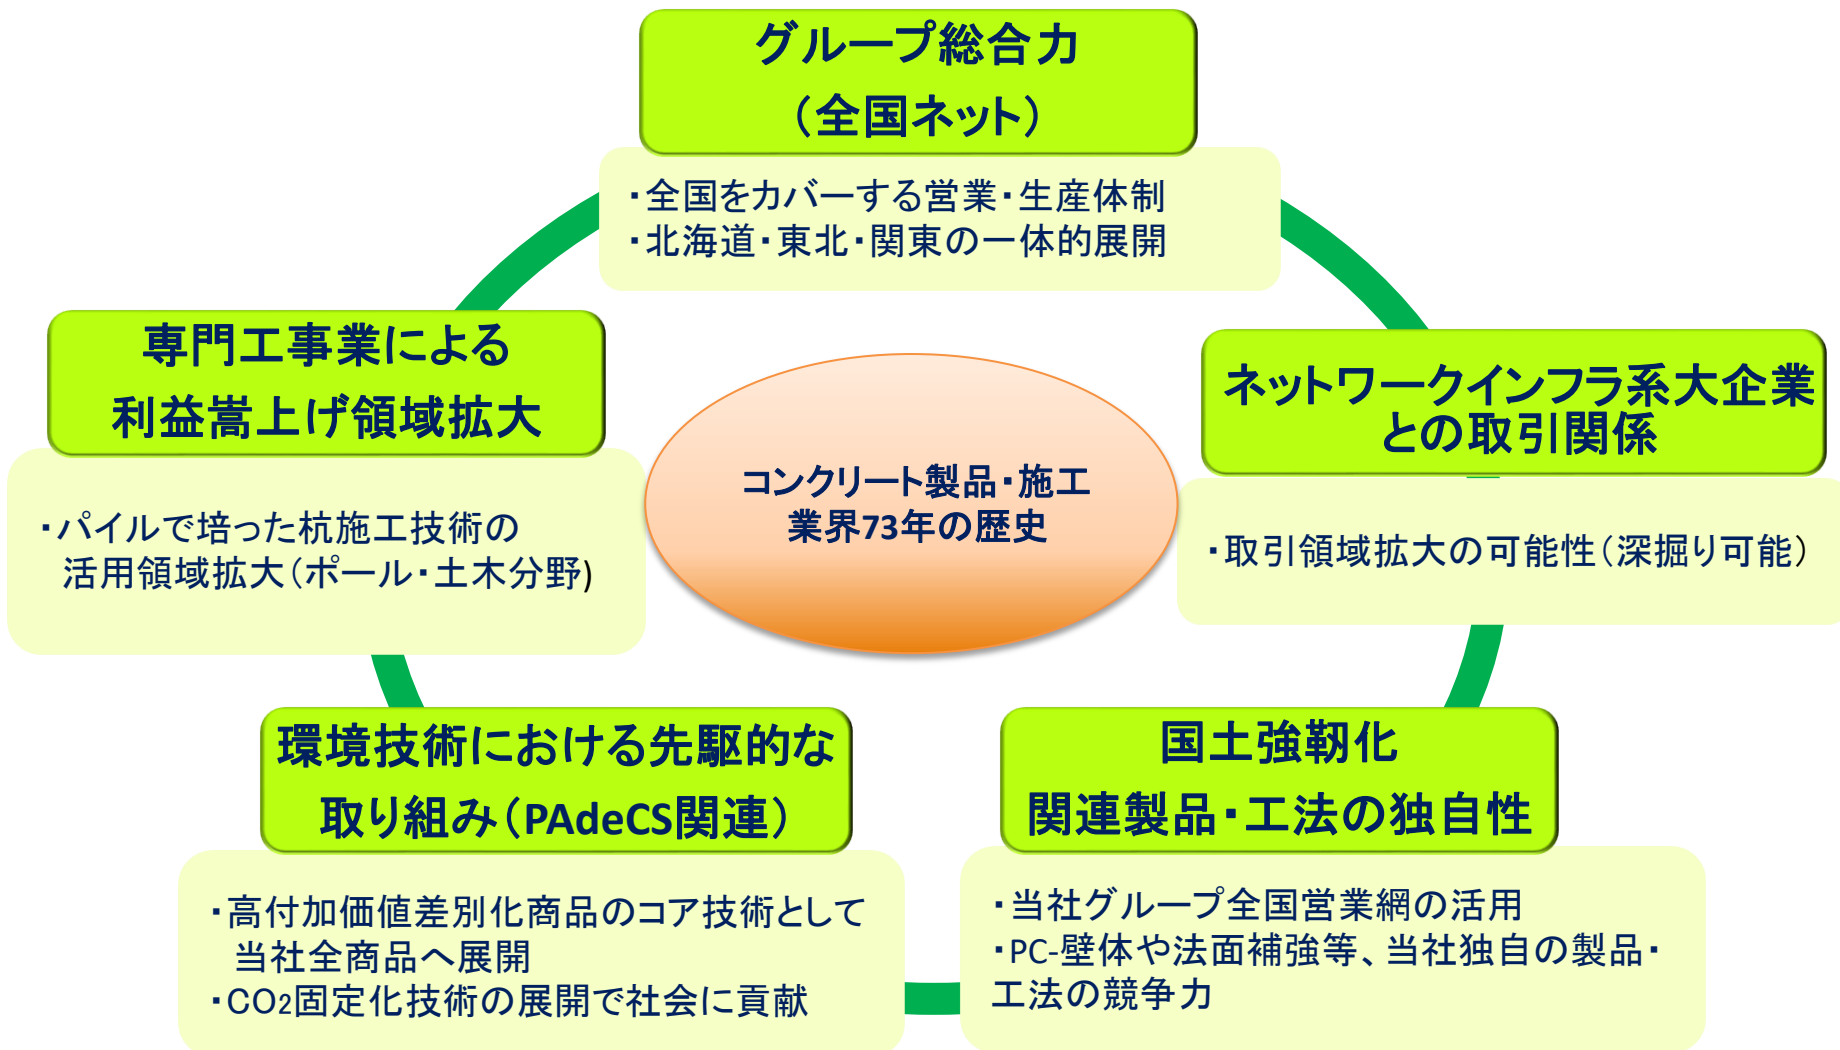 グループ総合力
（全国ネット）
・全国をカバーする営業・生産体制
・北海道・東北・関東の一体的展開
専門工事業による
利益嵩上げ領域拡大
・パイルで培った杭施工技術の
活用領域拡大（ポール・土木分野)
コンクリート製品・施工
業界73年の歴史
ネットワークインフラ系大企業
との取引関係
・取引領域拡大の可能性（深掘り可能）
環境技術における先駆的な
取り組み（PAdeCS関連）
・高付加価値差別化商品のコア技術として
当社全商品へ展開
・CO2固定化技術の展開で社会に貢献
国土強靭化
関連製品・工法の独自性
・当社グループ全国営業網の活用
・PC-壁体や法面補強等、当社独自の製品・
工法の競争力